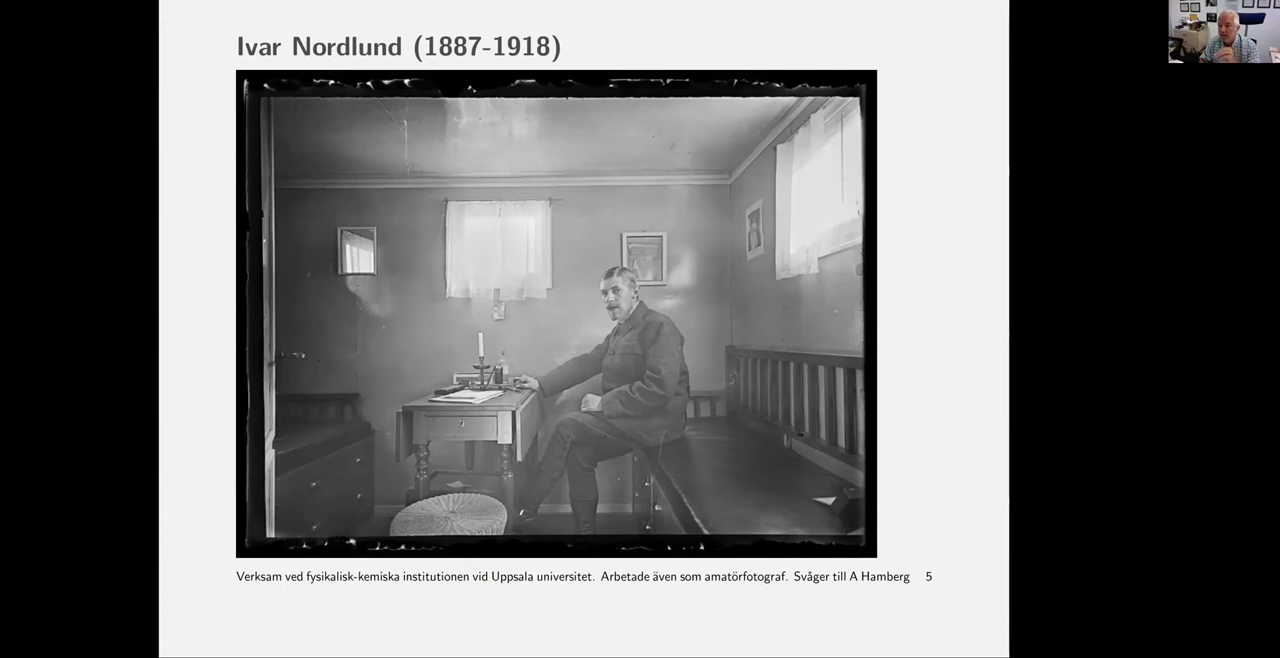 Ivar Nordlund (1887-1918)
Verksam ved fysikalisk-kemiska institutionen vid Uppsala universitet. Arbetade även som amatörfotograf. Svåger till A Hamberg 5